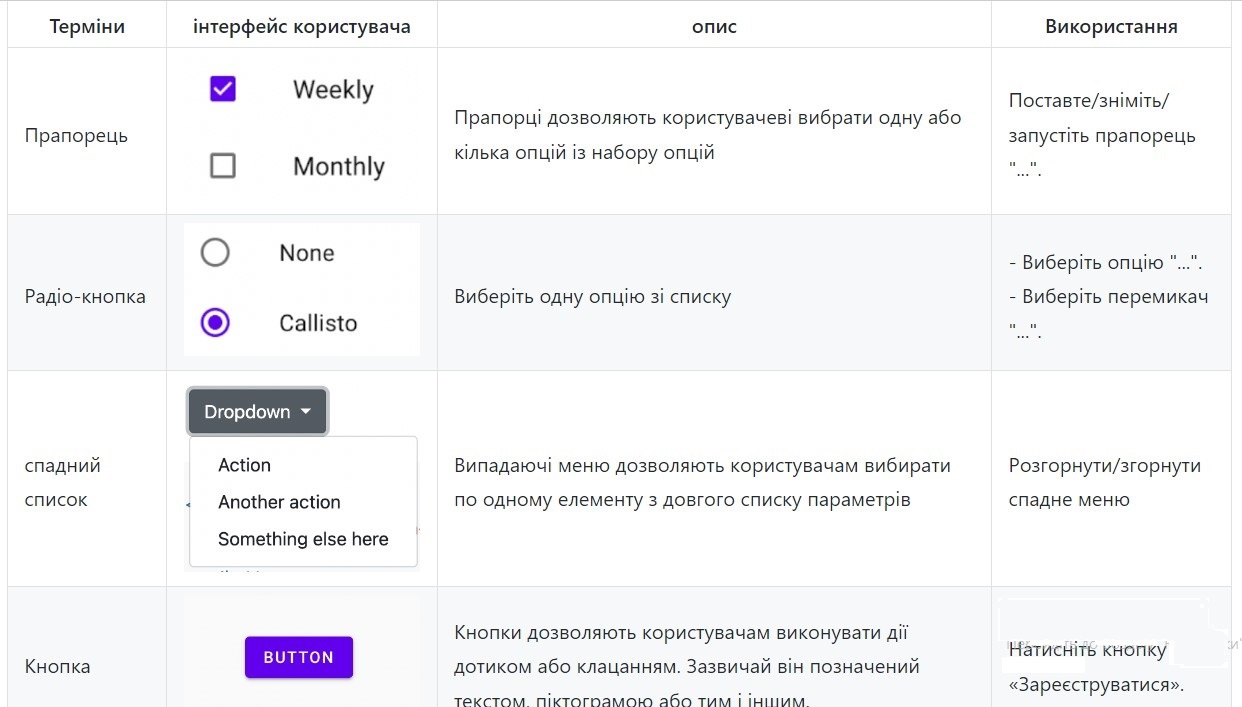 Терміни
інтерфейс користувача
опис
Використання
Прапорець
Weekly
Monthly
Прапорці дозволяють користувачеві вибрати одну або
кілька опцій із набору опцій
Поставте/зніміть/
запустіть прапорець
"...".
Радіо-кнопка
None
Callisto
Виберіть одну опцію зі списку
- Виберіть опцію "...".
- Виберіть перемикач
"...".
спадний
список
Dropdown
Action
Another action
Something else here
Випадаючі меню дозволяють користувачам вибирати
по одному елементу з довгого списку параметрів
Розгорнути/згорнути
спадне меню
Кнопка
BUTTON
Кнопки дозволяють користувачам виконувати дії
дотиком або клацанням. Зазвичай він позначений
текстом, піктограмою або тим і іншим.
Натисніть кнопку
«Зареєструватися».